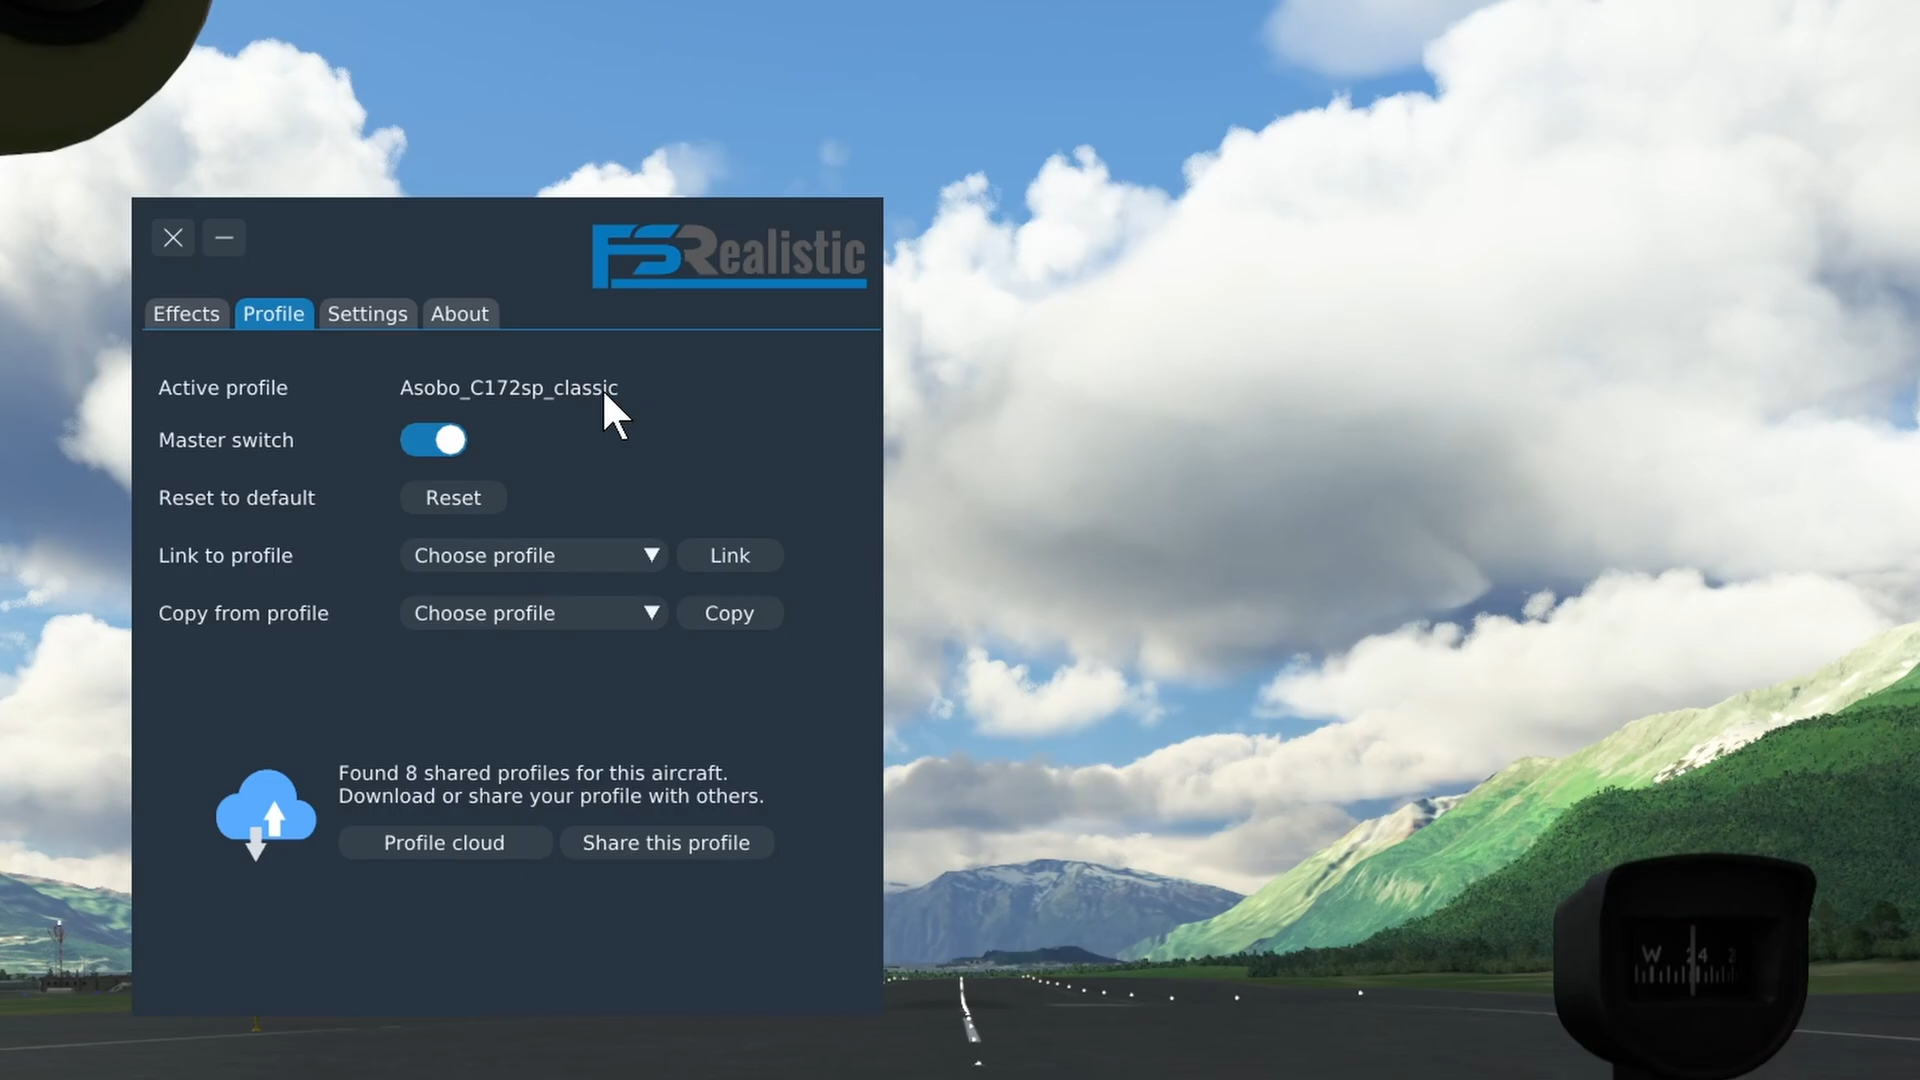 FSRealistic
Effects Profile Settings About
Active profile Asobo_C172sp_classic
Master switch
Reset to default Reset
Link to profile Choose profile Link
Copy from profile Choose profile Copy
Found 8 shared profiles for this aircraft.
Download or share your profile with others.
Profile cloud Share this profile
W 24